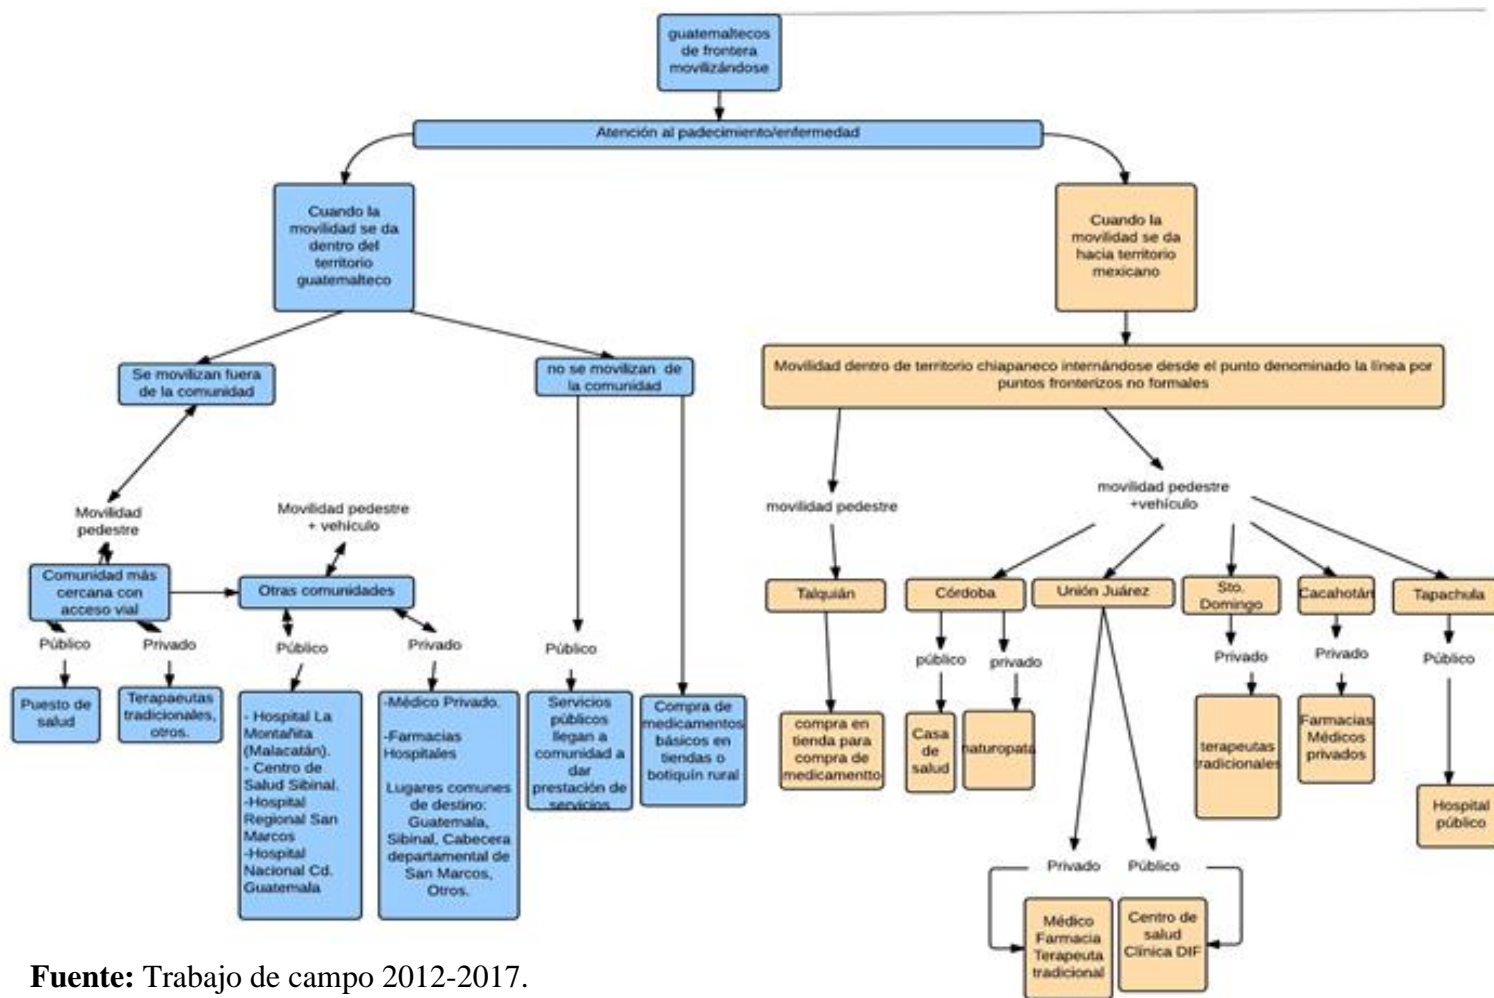 guatemaltecos
de frontera
movilizándose
Atención al padecimiento/enfermedad
Cuando la
movilidad se da
dentro del
territorio
guatemalteco
Cuando la
movilidad se da
hacia territorio
mexicano
Se movilizan fuera
de la comunidad
no se movilizan de
la comunidad
Movilidad dentro de territorio chiapaneco internándose desde el punto denominado la línea por
puntos fronterizos no formales
Movilidad
pedestre
Movilidad pedestre
+ vehículo
movilidad pedestre
movilidad pedestre
+vehículo
Comunidad más
cercana con
acceso vial
Otras comunidades
Talquián
Córdoba
Unión Juárez
Sto.
Domingo
Cacahotán
Tapachula
Público
Privado
Público
Privado
Público
público
privado
Privado
Privado
Público
Puesto de
salud
Terapaeutas
tradicionales,
otros.
- Hospital La
Montañita
(Malacatán).
- Centro de
Salud Sibinal.
-Hospital
Regional San
Marcos
-Hospital
Nacional Cd.
Guatemala
-Médico Privado.
-Farmacias
Hospitales
Lugares comunes
de destino:
Guatemala,
Sibinal, Cabecera
departamental de
San Marcos,
Otros.
Servicios
públicos
llegan a
comunidad a
dar
prestación de
servicios
Compra de
medicamentos
básicos en
tiendas o
botiquín rural
compra en
tienda para
compra de
medicamentto
Casa
de
salud
naturopata
terapeutas
tradicionales
Farmacias
Médicos
privados
Hospital
público
Privado
Público
Médico
Farmacia
Terapeuta
tradicional
Centro de
salud
Clínica DIF
Fuente: Trabajo de campo 2012-2017.